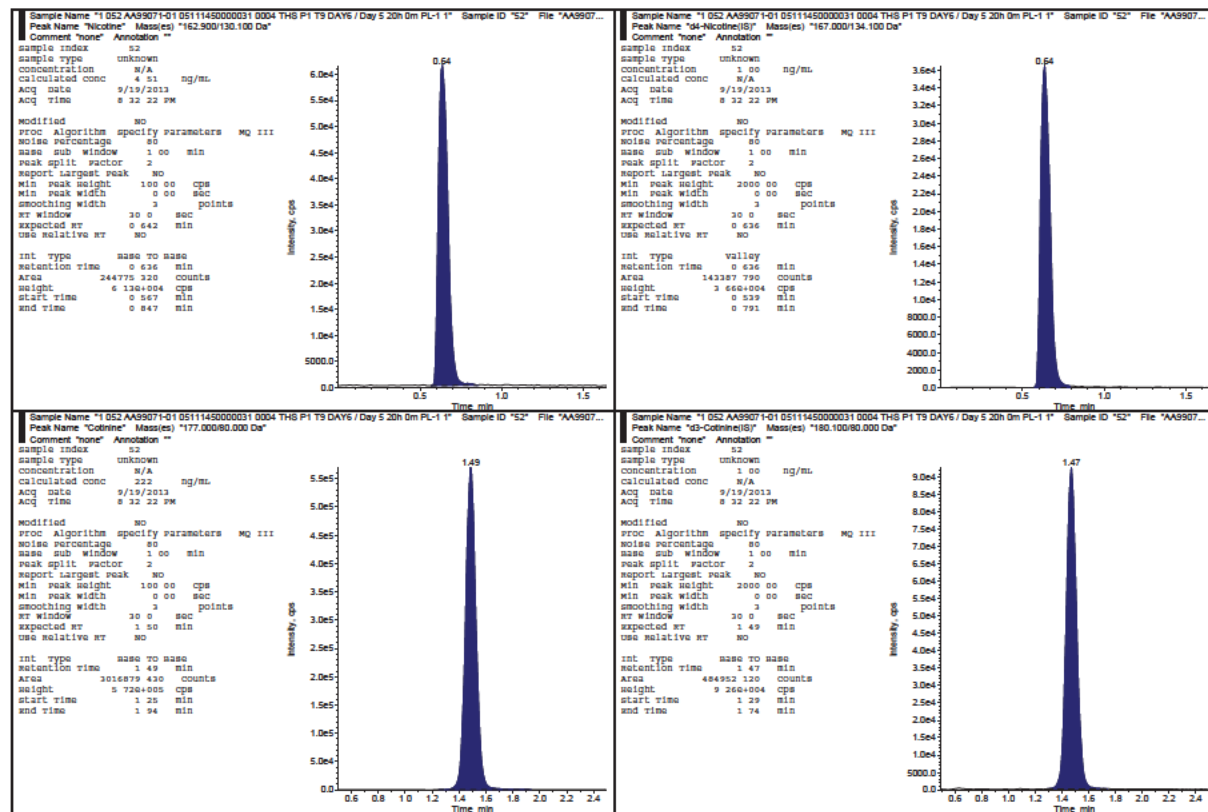 Sample Name "1 052 AA99071-01 05111450000031 0004 THS P1 T9 DAY6 / Day 5 20h 0m PL-1 1" Sample ID "52" File "AA9907...
Peak Name "Nicotine" Mass(es) "162.900/130.100 Da"
Comment "none" Annotation ""
Sample Index 52
Sample Type Unknown
Concentration N/A
Calculated Conc 4 51 ng/mL
Acq Date 9/19/2013
Acq Time 8 32 22 PM
Modified NO
Proc Algorithm Specify Parameters MQ III
Noise Percentage 80
Base Sub Window 1 00 min
Peak Split Factor 2
Report Largest Peak NO
Min Peak Height 100 00 cps
Min Peak Width 0 00 sec
Smoothing Width 3 points
RT Window 30 0 sec
Expected RT 0 642 min
Use Relative RT NO
Int Type Base To Base
Retention Time 0 636 min
Area 244775 320 counts
Height 6 13e+004 cps
Start Time 0 567 min
End Time 0 847 min
0.64
Intensity, cps
6.0e4
5.5e4
5.0e4
4.5e4
4.0e4
3.5e4
3.0e4
2.5e4
2.0e4
1.5e4
1.0e4
5000.0
0.0
0.5 1.0 1.5
Time min
Sample Name "1 052 AA99071-01 05111450000031 0004 THS P1 T9 DAY6 / Day 5 20h 0m PL-1 1" Sample ID "52" File "AA9907...
Peak Name "d4-Nicotine(IS)" Mass(es) "167.000/134.100 Da"
Comment "none" Annotation ""
Sample Index 52
Sample Type Unknown
Concentration 1 00 ng/mL
Calculated Conc N/A
Acq Date 9/19/2013
Acq Time 8 32 22 PM
Modified NO
Proc Algorithm Specify Parameters MQ III
Noise Percentage 80
Base Sub Window 1 00 min
Peak Split Factor 2
Report Largest Peak NO
Min Peak Height 2000 00 cps
Min Peak Width 0 00 sec
Smoothing Width 3 points
RT Window 30 0 sec
Expected RT 0 636 min
Use Relative RT NO
Int Type Valley
Retention Time 0 636 min
Area 143387 790 counts
Height 3 66e+004 cps
Start Time 0 539 min
End Time 0 791 min
0.64
Intensity, cps
3.6e4
3.4e4
3.2e4
3.0e4
2.8e4
2.6e4
2.4e4
2.2e4
2.0e4
1.8e4
1.6e4
1.4e4
1.2e4
1.0e4
8000.0
6000.0
4000.0
2000.0
0.0
0.5 1.0 1.5
Time min
Sample Name "1 052 AA99071-01 05111450000031 0004 THS P1 T9 DAY6 / Day 5 20h 0m PL-1 1" Sample ID "52" File "AA9907...
Peak Name "Cotinine" Mass(es) "177.000/80.000 Da"
Comment "none" Annotation ""
Sample Index 52
Sample Type Unknown
Concentration N/A
Calculated Conc 222 ng/mL
Acq Date 9/19/2013
Acq Time 8 32 22 PM
Modified NO
Proc Algorithm Specify Parameters MQ III
Noise Percentage 80
Base Sub Window 1 00 min
Peak Split Factor 2
Report Largest Peak NO
Min Peak Height 100 00 cps
Min Peak Width 0 00 sec
Smoothing Width 3 points
RT Window 30 0 sec
Expected RT 1 50 min
Use Relative RT NO
Int Type Base To Base
Retention Time 1 49 min
Area 3016879 430 counts
Height 5 72e+005 cps
Start Time 1 25 min
End Time 1 94 min
1.49
Intensity, cps
5.5e5
5.0e5
4.5e5
4.0e5
3.5e5
3.0e5
2.5e5
2.0e5
1.5e5
1.0e5
5.0e4
0.0
0.6 0.8 1.0 1.2 1.4 1.6 1.8 2.0 2.2 2.4
Time min
Sample Name "1 052 AA99071-01 05111450000031 0004 THS P1 T9 DAY6 / Day 5 20h 0m PL-1 1" Sample ID "52" File "AA9907...
Peak Name "d3-Cotinine(IS)" Mass(es) "180.100/80.000 Da"
Comment "none" Annotation ""
Sample Index 52
Sample Type Unknown
Concentration 1 00 ng/mL
Calculated Conc N/A
Acq Date 9/19/2013
Acq Time 8 32 22 PM
Modified NO
Proc Algorithm Specify Parameters MQ III
Noise Percentage 80
Base Sub Window 1 00 min
Peak Split Factor 2
Report Largest Peak NO
Min Peak Height 2000 00 cps
Min Peak Width 0 00 sec
Smoothing Width 3 points
RT Window 30 0 sec
Expected RT 1 49 min
Use Relative RT NO
Int Type Base To Base
Retention Time 1 47 min
Area 484952 120 counts
Height 9 26e+004 cps
Start Time 1 29 min
End Time 1 74 min
1.47
Intensity, cps
9.0e4
8.5e4
8.0e4
7.5e4
7.0e4
6.5e4
6.0e4
5.5e4
5.0e4
4.5e4
4.0e4
3.5e4
3.0e4
2.5e4
2.0e4
1.5e4
1.0e4
5000.0
0.0
0.6 0.8 1.0 1.2 1.4 1.6 1.8 2.0 2.2 2.4
Time min